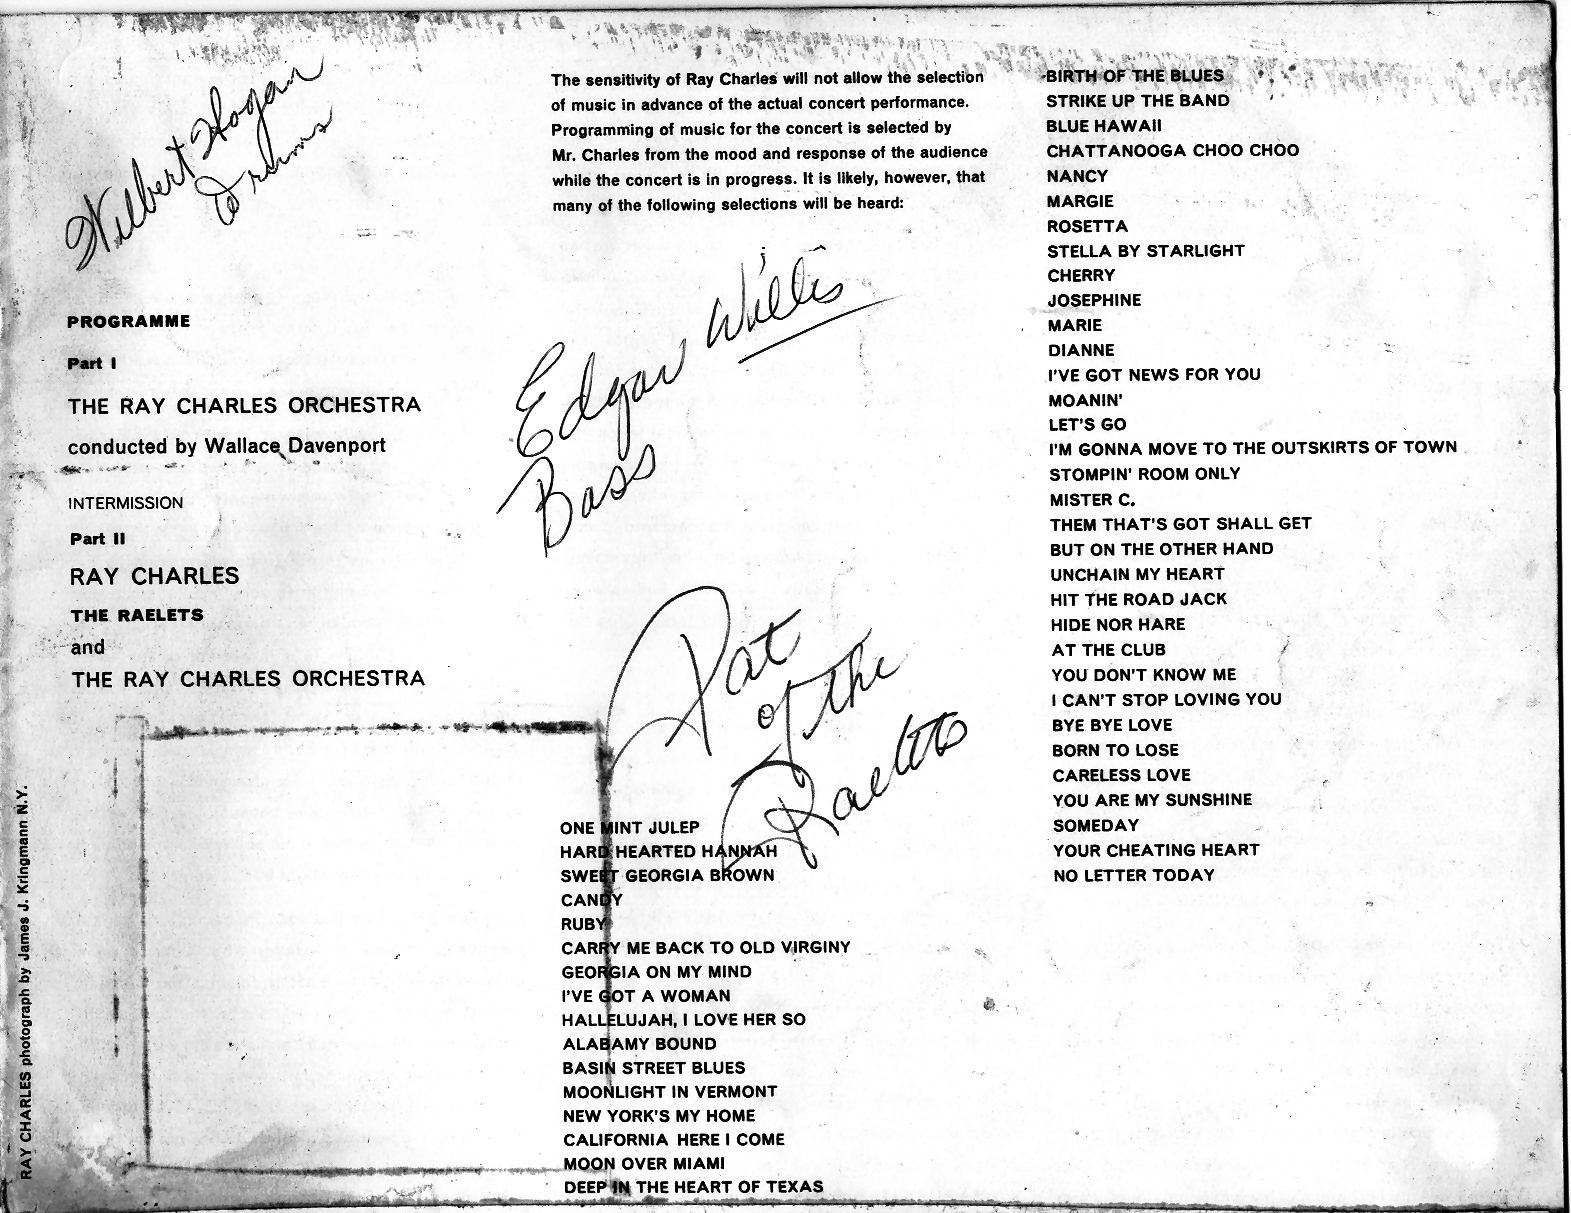 Wilbert Hogan
Drums
PROGRAMME
Part I
THE RAY CHARLES ORCHESTRA
conducted by Wallace Davenport
INTERMISSION
Part II
RAY CHARLES
THE RAELETS
and
THE RAY CHARLES ORCHESTRA
RAY CHARLES photograph by James J. Kringmann N.Y.
The sensitivity of Ray Charles will not allow the selection
of music in advance of the actual concert performance.
Programming of music for the concert is selected by
Mr. Charles from the mood and response of the audience
while the concert is in progress. It is likely, however, that
many of the following selections will be heard:
Edgar Willis
Bass
Pat
of the
Raeletts
ONE MINT JULEP
HARD HEARTED HANNAH
SWEET GEORGIA BROWN
CANDY
RUBY
CARRY ME BACK TO OLD VIRGINY
GEORGIA ON MY MIND
I'VE GOT A WOMAN
HALLELUJAH, I LOVE HER SO
ALABAMY BOUND
BASIN STREET BLUES
MOONLIGHT IN VERMONT
NEW YORK'S MY HOME
CALIFORNIA HERE I COME
MOON OVER MIAMI
DEEP IN THE HEART OF TEXAS
BIRTH OF THE BLUES
STRIKE UP THE BAND
BLUE HAWAII
CHATTANOOGA CHOO CHOO
NANCY
MARGIE
ROSETTA
STELLA BY STARLIGHT
CHERRY
JOSEPHINE
MARIE
DIANNE
I'VE GOT NEWS FOR YOU
MOANIN'
LET'S GO
I'M GONNA MOVE TO THE OUTSKIRTS OF TOWN
STOMPIN' ROOM ONLY
MISTER C.
THEM THAT'S GOT SHALL GET
BUT ON THE OTHER HAND
UNCHAIN MY HEART
HIT THE ROAD JACK
HIDE NOR HARE
AT THE CLUB
YOU DON'T KNOW ME
I CAN'T STOP LOVING YOU
BYE BYE LOVE
BORN TO LOSE
CARELESS LOVE
YOU ARE MY SUNSHINE
SOMEDAY
YOUR CHEATING HEART
NO LETTER TODAY